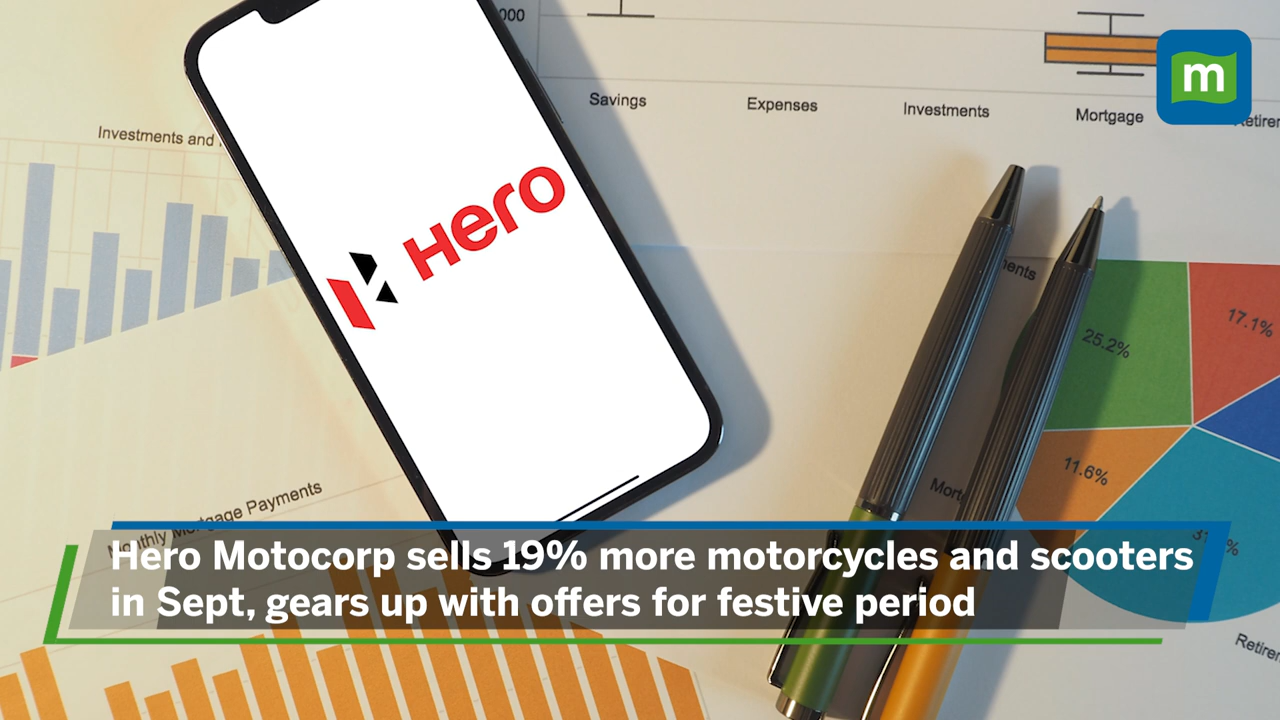 000
Savings
Expenses
Investments
Mortgage
m
Investments and
Hero
25.2%
17.1%
11.6%
Monthly Mortgage Payments
Hero Motocorp sells 19% more motorcycles and scooters
in Sept, gears up with offers for festive period